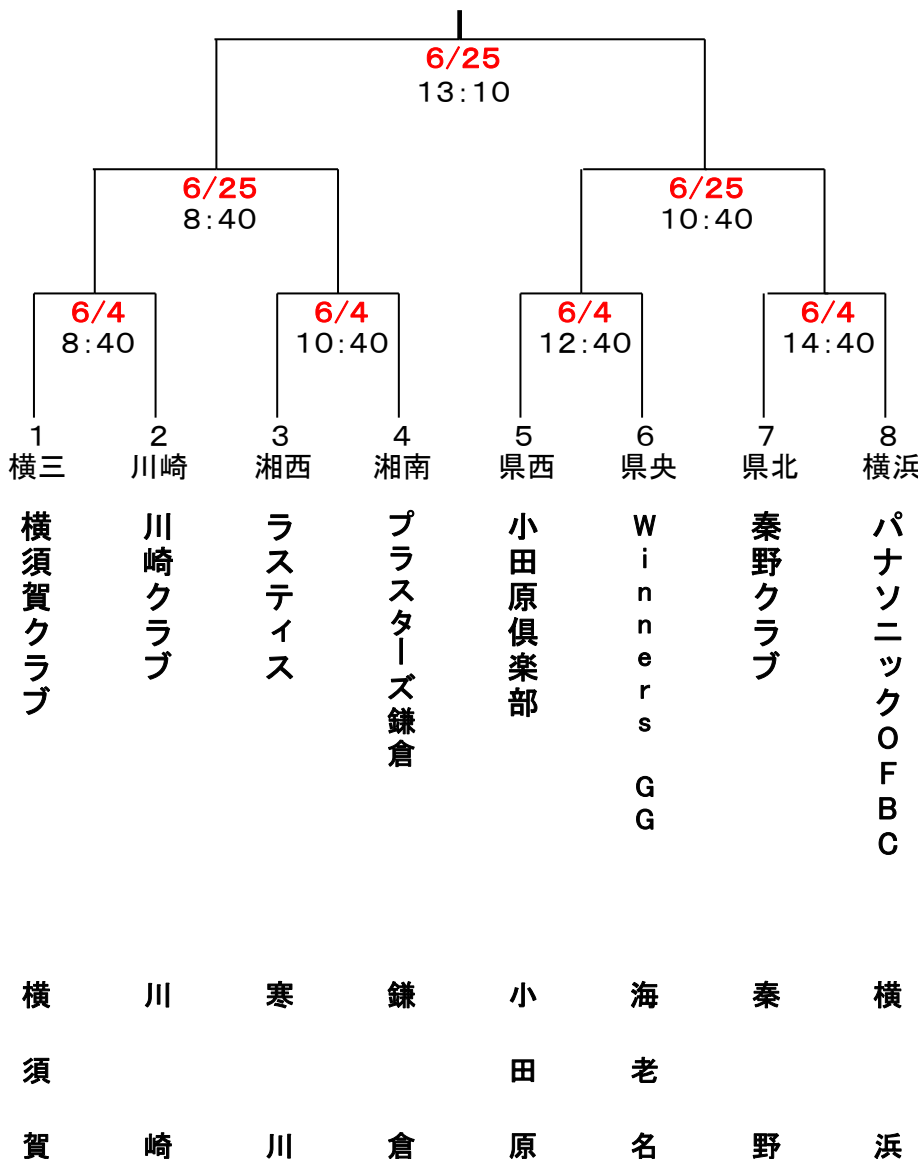 6/25
13:10
6/25
8:40
6/25
10:40
6/4
8:40
6/4
10:40
6/4
12:40
6/4
14:40
1
2
3
4
5
6
7
8
横三
川崎
湘西
湘南
県西
県央
県北
横浜
横須賀クラブ
川崎クラブ
ラスティス
プラスターズ鎌倉
小田原倶楽部
Winners GG
秦野クラブ
パナソニックOFBC
横須賀
川崎
寒川
鎌倉
小田原
海老名
秦野
横浜